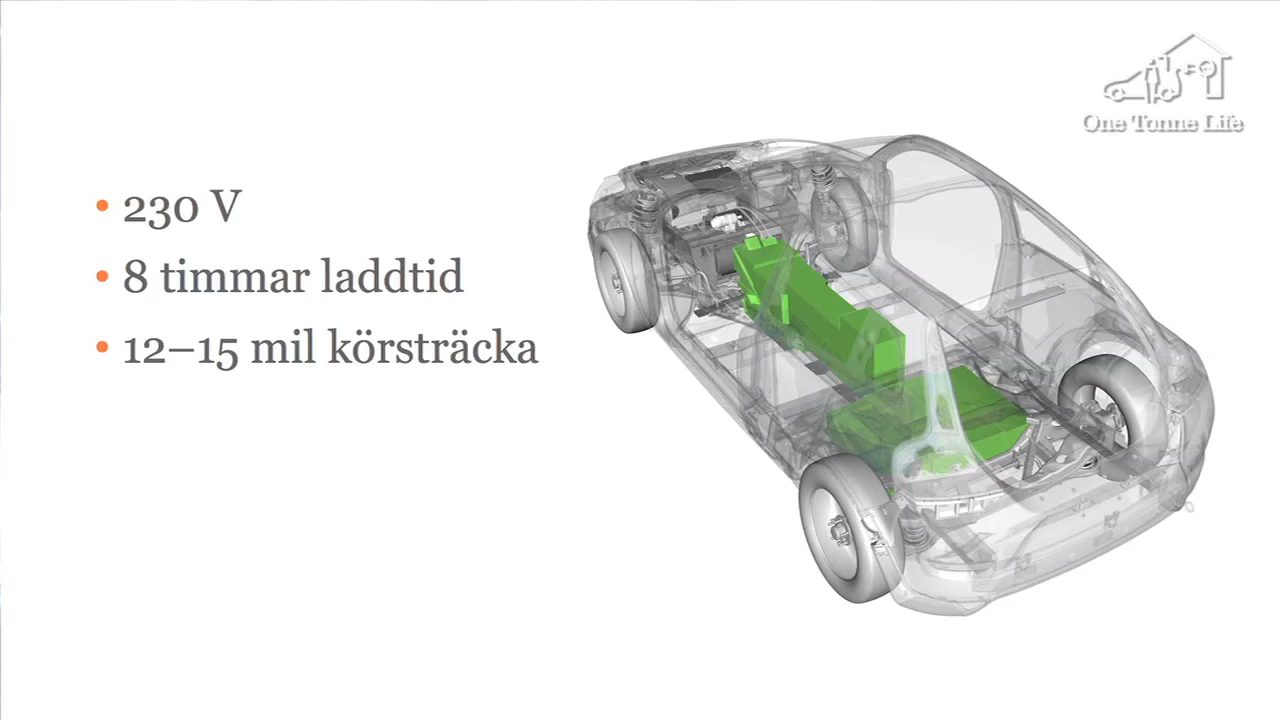 230 V
8 timmar laddtid
12–15 mil körsträcka
One Tonne Life